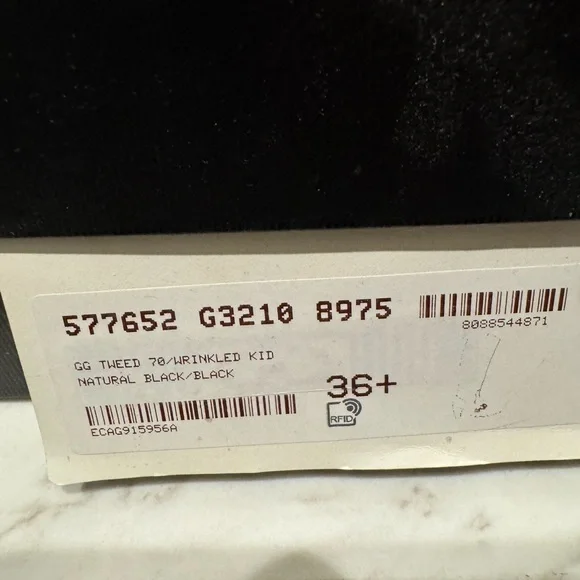 577652 G3210 8975
8088544871
GG TWEED 70/WRINKLED KID
NATURAL BLACK/BLACK
36+
RFID
ECAG915956A